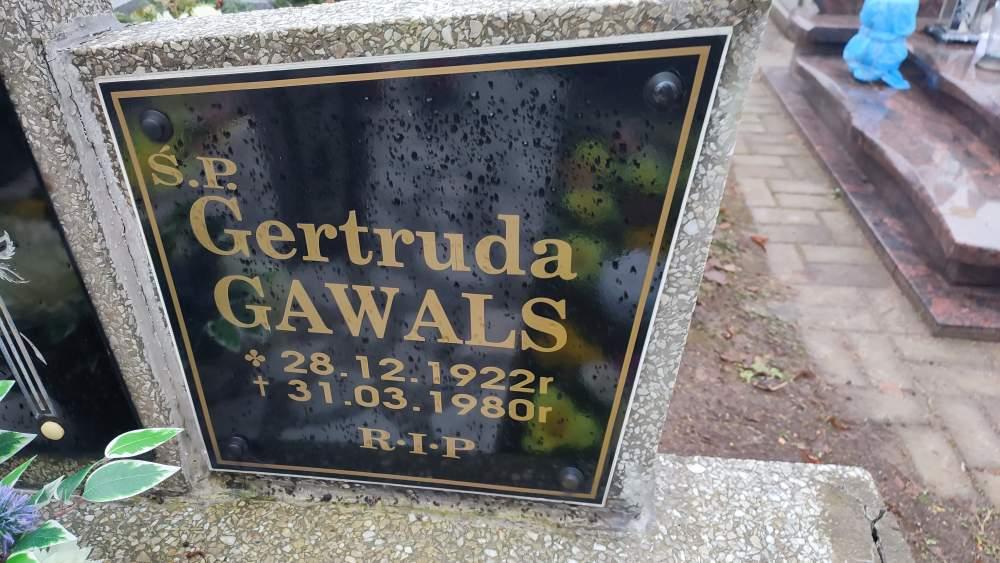 Ś.P.
Gertruda
GAWALS
✤ 28.12.1922r
† 31.03.1980r
R·I·P